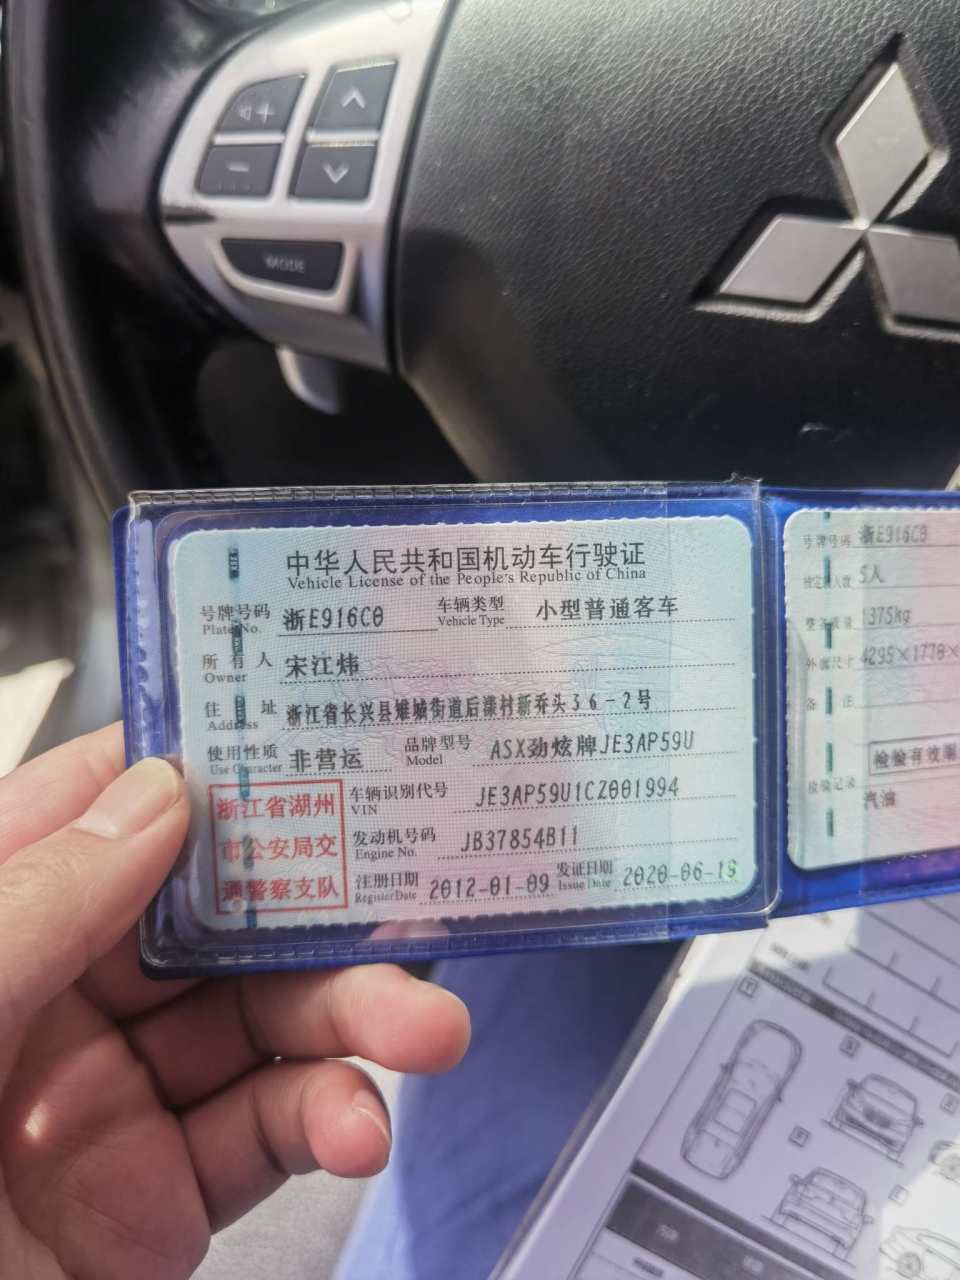 MODE
中华人民共和国机动车行驶证
Vehicle License of the People's Republic of China
号牌号码 浙E916C0 车辆类型 小型普通客车
Plate No. Vehicle Type
所有人 宋江炜
Owner
住址 浙江省长兴县雉城街道后漾村新乔头36-2号
Address
使用性质 非营运 品牌型号 ASX劲炫牌JE3AP59U
Use Character Model
浙江省湖州
市公安局交
通警察支队
车辆识别代号 JE3AP59U1CZ001994
VIN
发动机号码 JB37854B11
Engine No.
注册日期 2012-01-09 发证日期 2020-06-18
Register Date Issue Date
号牌号码 浙E916C0
核定载人数 5人
整备质量 1375kg
外廓尺寸 4295×1770×
备注
检验有效期
检验记录
汽油